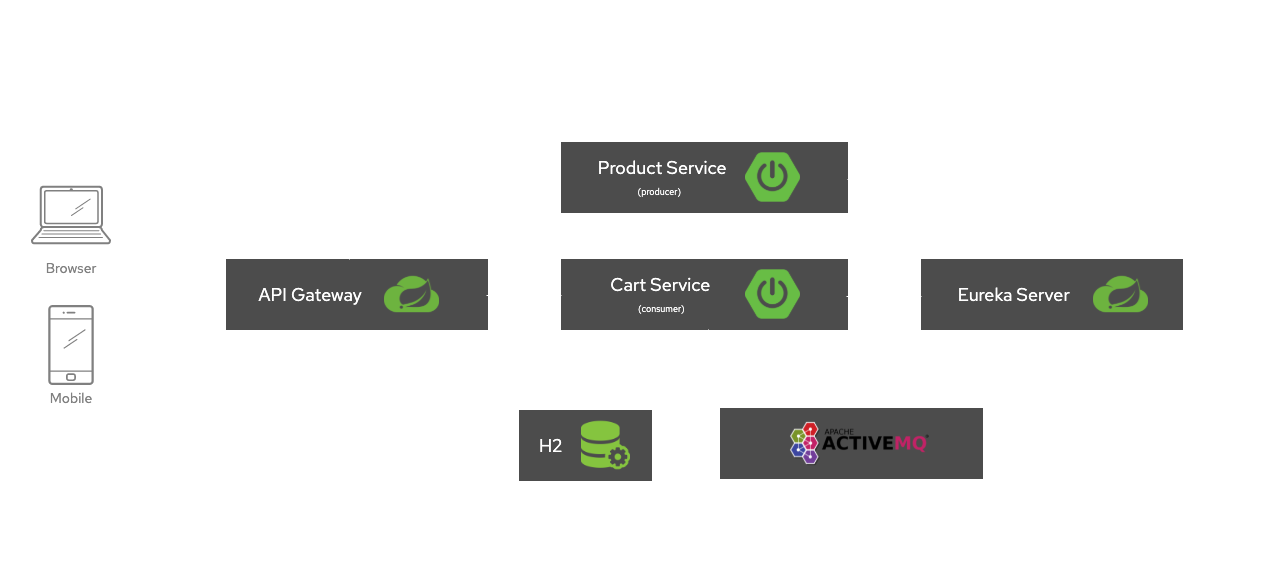 Product Service
(producer)
Browser
API Gateway
Cart Service
(consumer)
Eureka Server
Mobile
H2
APACHE
ACTIVEMQ